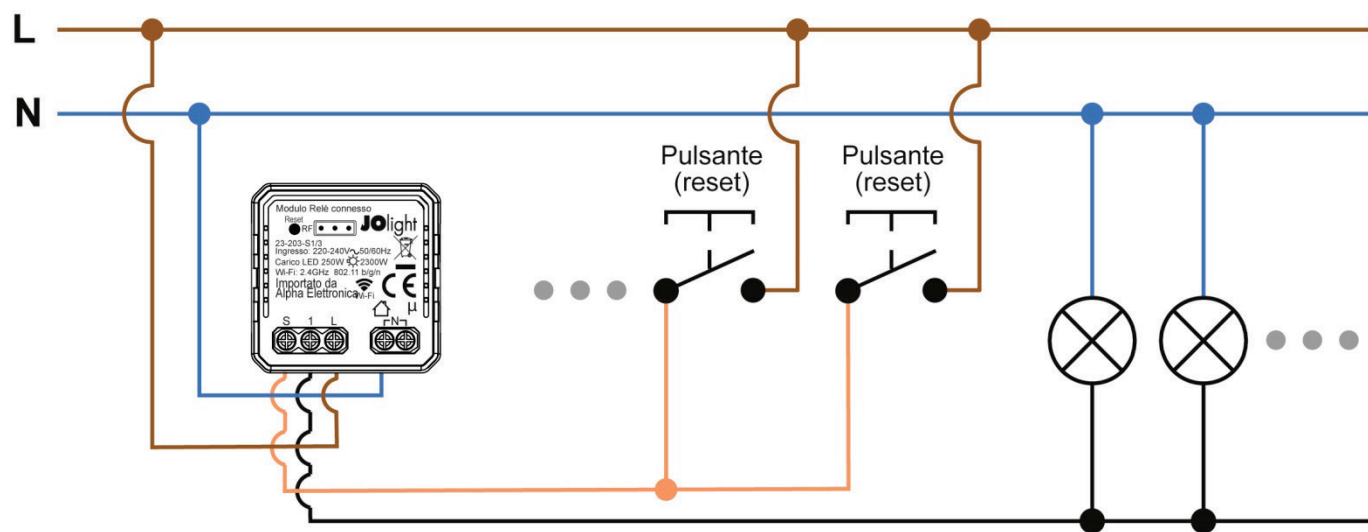 L
N
Pulsante
(reset)
Pulsante
(reset)
Modulo Relè connesso
Reset
RF
JOlight
23-203-S1/3
Ingresso: 220-240V~50/60Hz
Carico LED 250W 2300W
Wi-Fi: 2.4GHz 802.11 b/g/n
Importato da
Alpha Elettronica
Wi-Fi
CE
μ
S 1 L N